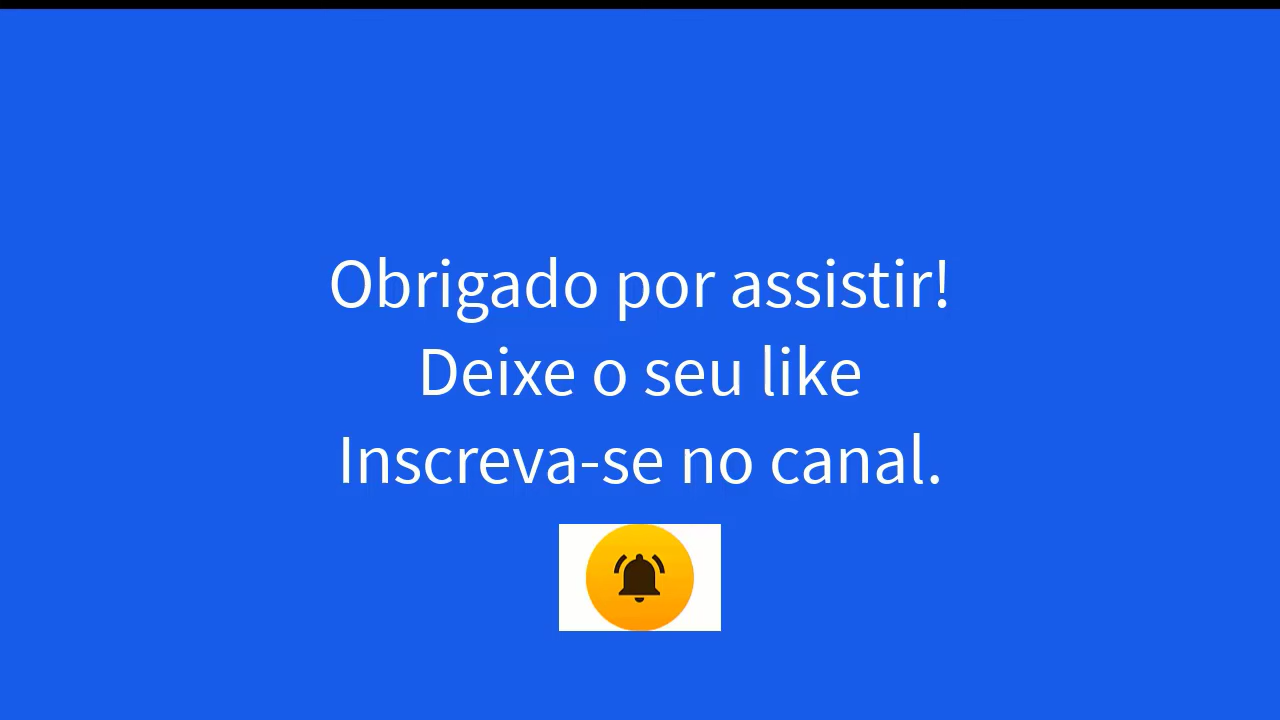 Obrigado por assistir!
Deixe o seu like
Inscreva-se no canal.